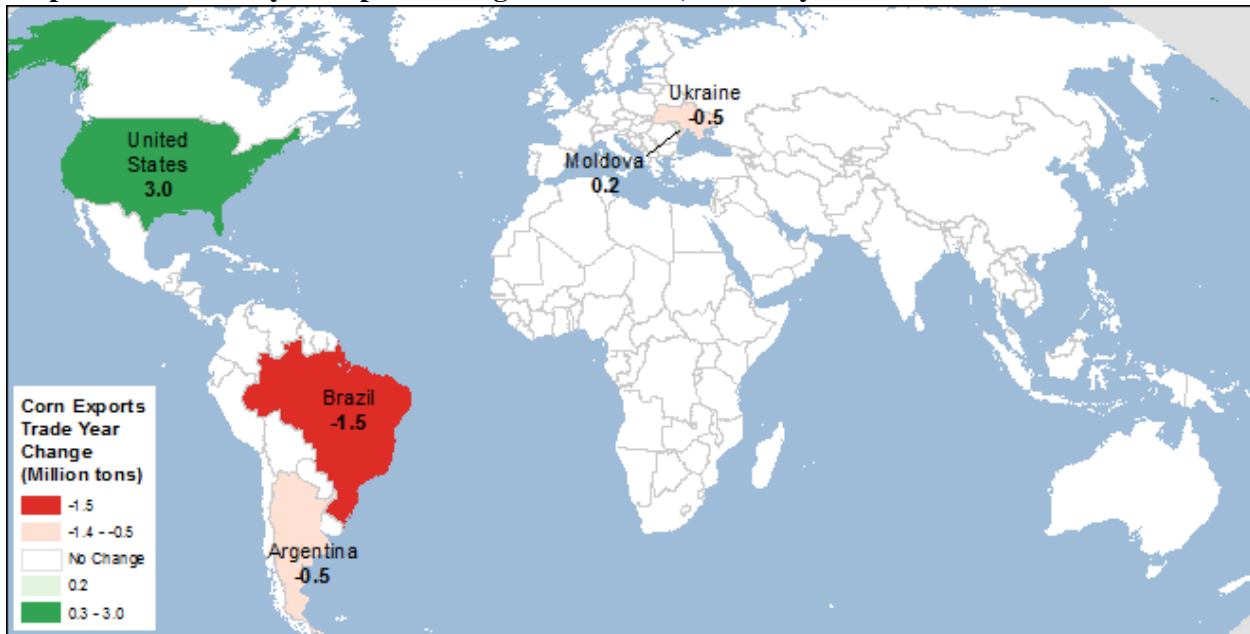 United
States
3.0
Ukraine
-0.5
Moldova
0.2
Brazil
-1.5
Argentina
-0.5
Corn Exports
Trade Year
Change
(Million tons)
-1.5
-1.4 - -0.5
No Change
0.2
0.3 - 3.0